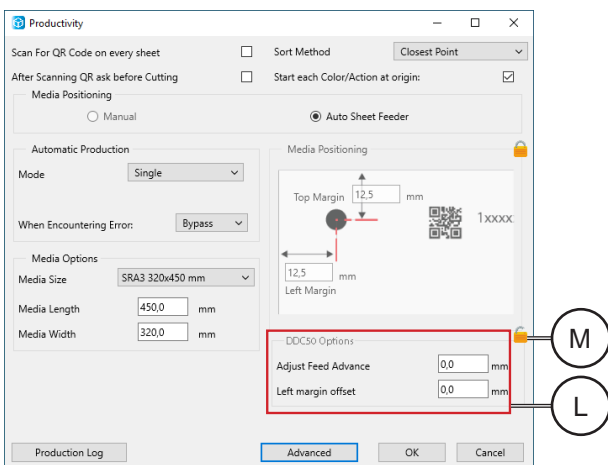 Productivity
Scan For QR Code on every sheet
Sort Method Closest Point
After Scanning QR ask before Cutting
Start each Color/Action at origin:
Media Positioning
Manual Auto Sheet Feeder
Automatic Production
Mode Single
When Encountering Error: Bypass
Media Positioning
Top Margin 12,5 mm
1xxxx
12,5 mm
Left Margin
Media Options
Media Size SRA3 320x450 mm
Media Length 450,0 mm
Media Width 320,0 mm
DDC50 Options
Adjust Feed Advance 0,0 mm
Left margin offset 0,0 mm
M
L
Production Log Advanced OK Cancel